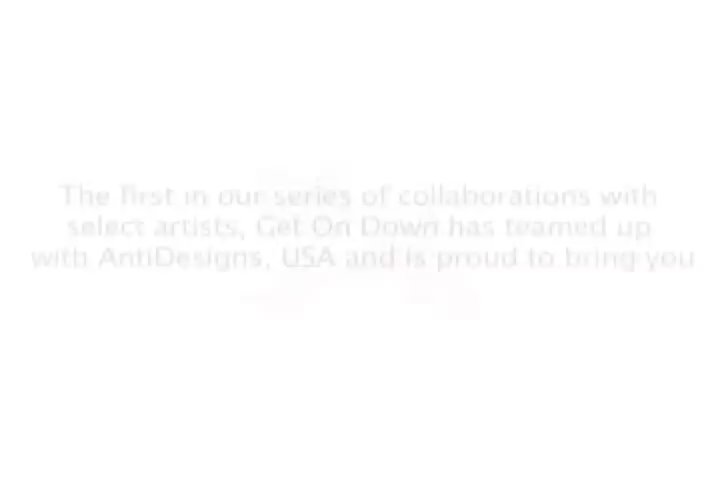 The first in our series of collaborations with
select artists, Get On Down has teamed up
with AntiDesigns, USA and is proud to bring you